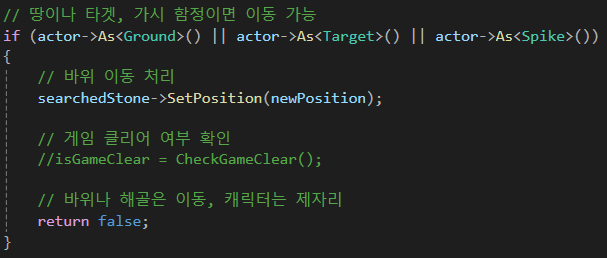 // 땅이나 타겟, 가시 함정이면 이동 가능
if (actor->As<Ground>() || actor->As<Target>() || actor->As<Spike>())
{
    // 바위 이동 처리
    searchedStone->SetPosition(newPosition);
    // 게임 클리어 여부 확인
    //isGameClear = CheckGameClear();
    // 바위나 해골은 이동, 캐릭터는 제자리
    return false;
}